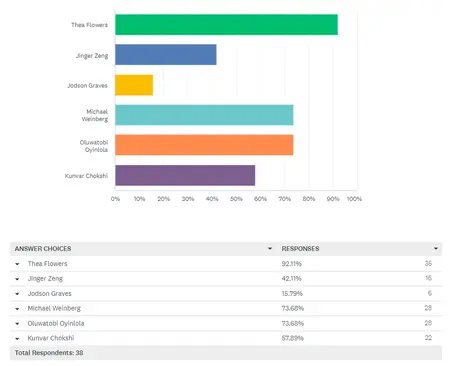 Thea Flowers
Jinger Zeng
Jodson Graves
Michael
Weinberg
Oluwatobi
Oyinlola
Kunvar Chokshi
0% 10% 20% 30% 40% 50% 60% 70% 80% 90% 100%
ANSWER CHOICES RESPONSES
Thea Flowers 92.11% 35
Jinger Zeng 42.11% 16
Jodson Graves 15.79% 6
Michael Weinberg 73.68% 28
Oluwatobi Oyinlola 73.68% 28
Kunvar Chokshi 57.89% 22
Total Respondents: 38